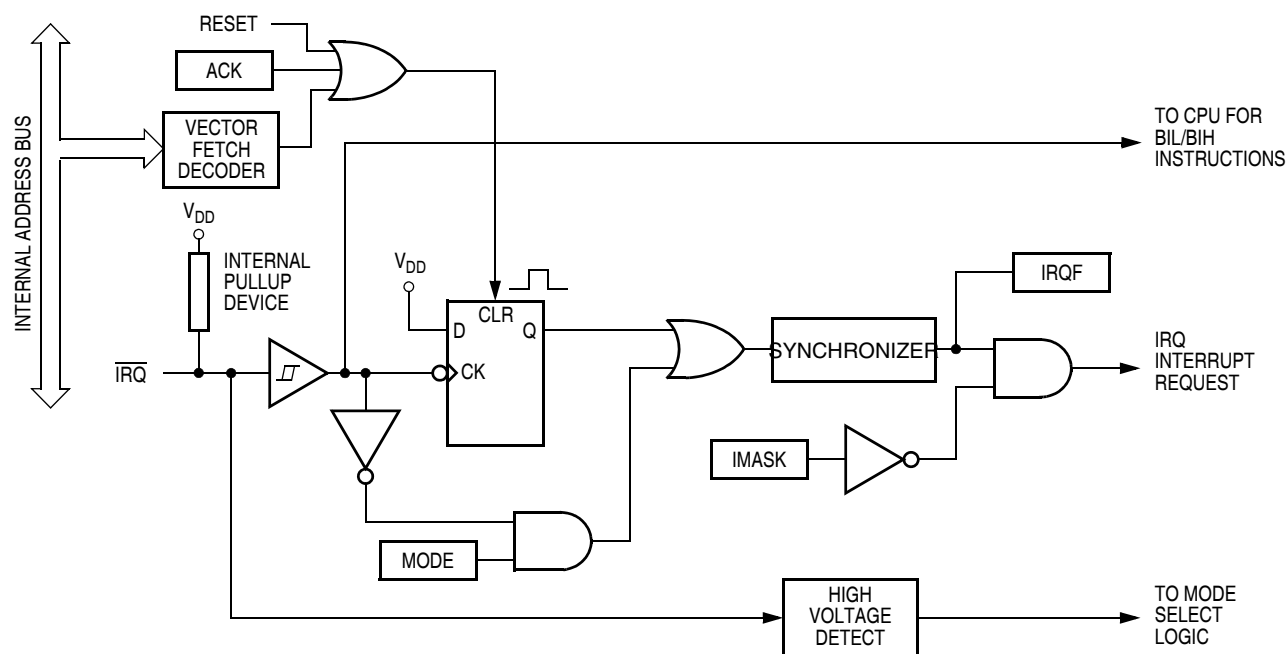 RESET
ACK
VECTOR
FETCH
DECODER
INTERNAL ADDRESS BUS
TO CPU FOR
BIL/BIH
INSTRUCTIONS
VDD
INTERNAL
PULLUP
DEVICE
VDD
CLR
D
Q
CK
IRQ
SYNCHRONIZER
IRQF
IRQ
INTERRUPT
REQUEST
IMASK
MODE
HIGH
VOLTAGE
DETECT
TO MODE
SELECT
LOGIC